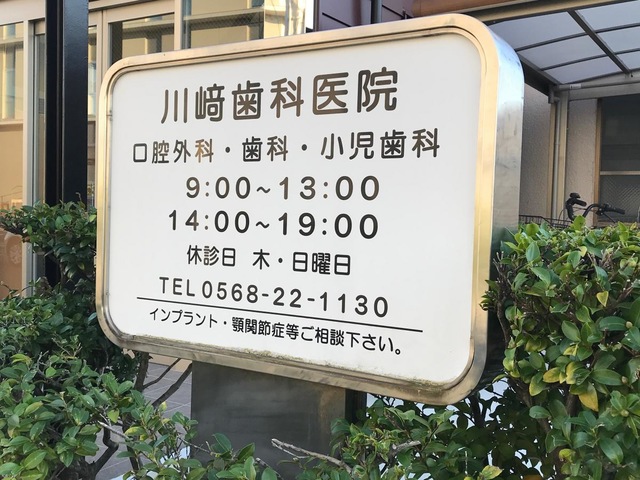 川﨑歯科医院
口腔外科・歯科・小児歯科
9:00~13:00
14:00~19:00
休診日 木・日曜日
TEL0568-22-1130
インプラント・顎関節症等ご相談下さい。